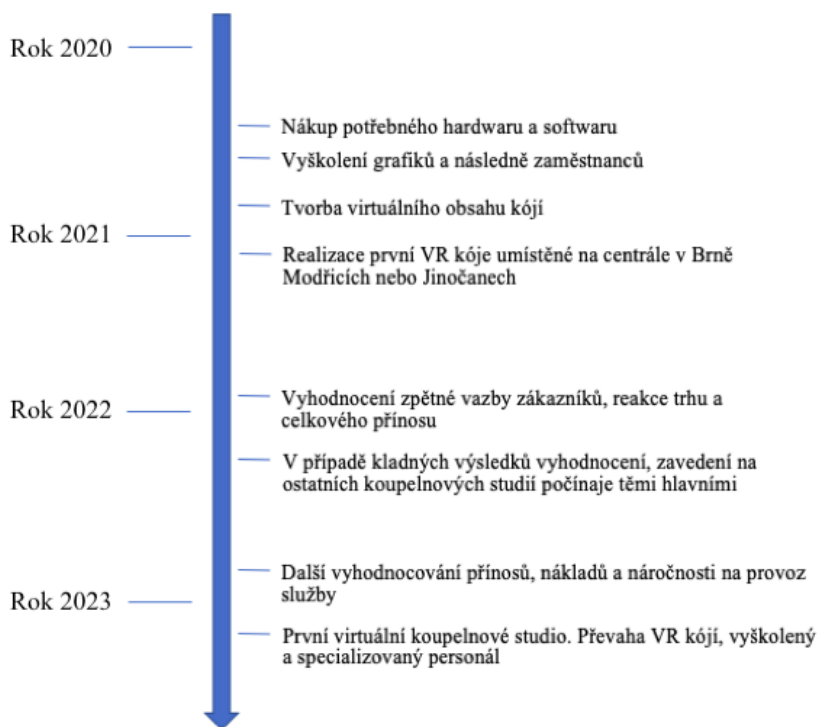 Rok 2020
Nákup potřebného hardwaru a softwaru
Vyškolení grafiků a následně zaměstnanců
Tvorba virtuálního obsahu kójí
Rok 2021
Realizace první VR kóje umístěné na centrále v Brně
Modřicích nebo Jinočanech
Vyhodnocení zpětné vazby zákazníků, reakce trhu a
celkového přínosu
Rok 2022
V případě kladných výsledků vyhodnocení, zavedení na
ostatních koupelnových studií počínaje těmi hlavními
Další vyhodnocování přínosů, nákladů a náročnosti na provoz
služby
Rok 2023
První virtuální koupelnové studio. Převaha VR kójí, vyškolený
a specializovaný personál